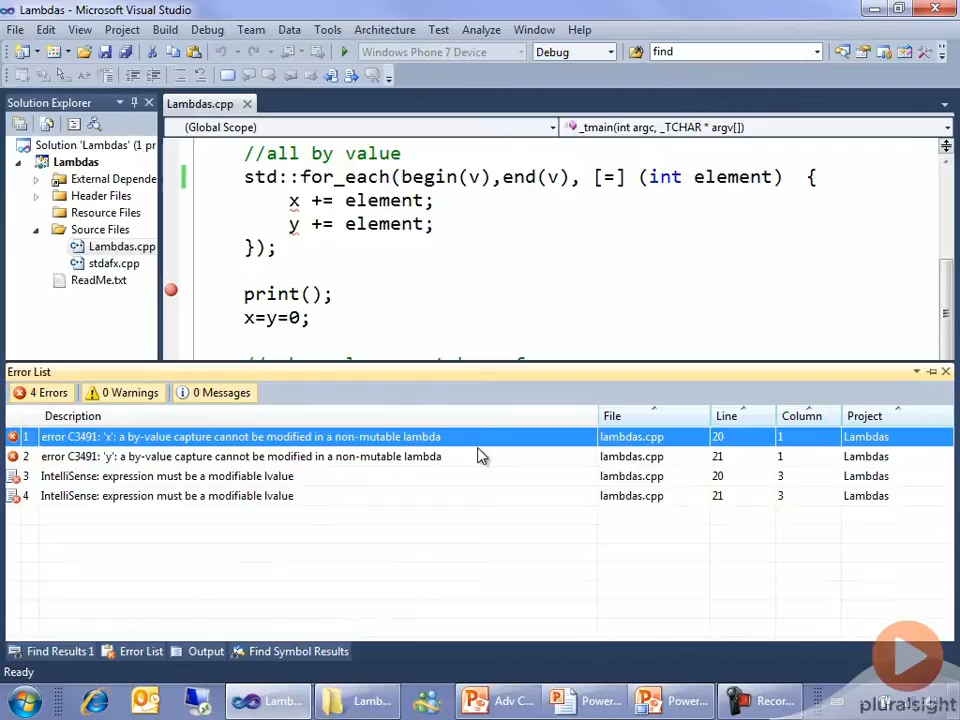 Lambdas - Microsoft Visual Studio
File Edit View Project Build Debug Team Data Tools Architecture Test Analyze Window Help
Windows Phone 7 Device Debug find
Solution Explorer
Lambdas.cpp
(Global Scope) _tmain(int argc, _TCHAR * argv[])
Solution 'Lambdas' (1 pr
Lambdas
External Depende
Header Files
Resource Files
Source Files
Lambdas.cpp
stdafx.cpp
ReadMe.txt
//all by value
std::for_each(begin(v),end(v), [=] (int element) {
x += element;
y += element;
});
print();
x=y=0;
Error List
4 Errors 0 Warnings 0 Messages
Description File Line Column Project
1 error C3491: 'x': a by-value capture cannot be modified in a non-mutable lambda lambdas.cpp 20 1 Lambdas
2 error C3491: 'y': a by-value capture cannot be modified in a non-mutable lambda lambdas.cpp 21 1 Lambdas
3 IntelliSense: expression must be a modifiable lvalue lambdas.cpp 20 3 Lambdas
4 IntelliSense: expression must be a modifiable lvalue lambdas.cpp 21 3 Lambdas
Find Results 1 Error List Output Find Symbol Results
Ready
Lamb... Lamb... Adv C... Power... Power... Recor...
pluralsight